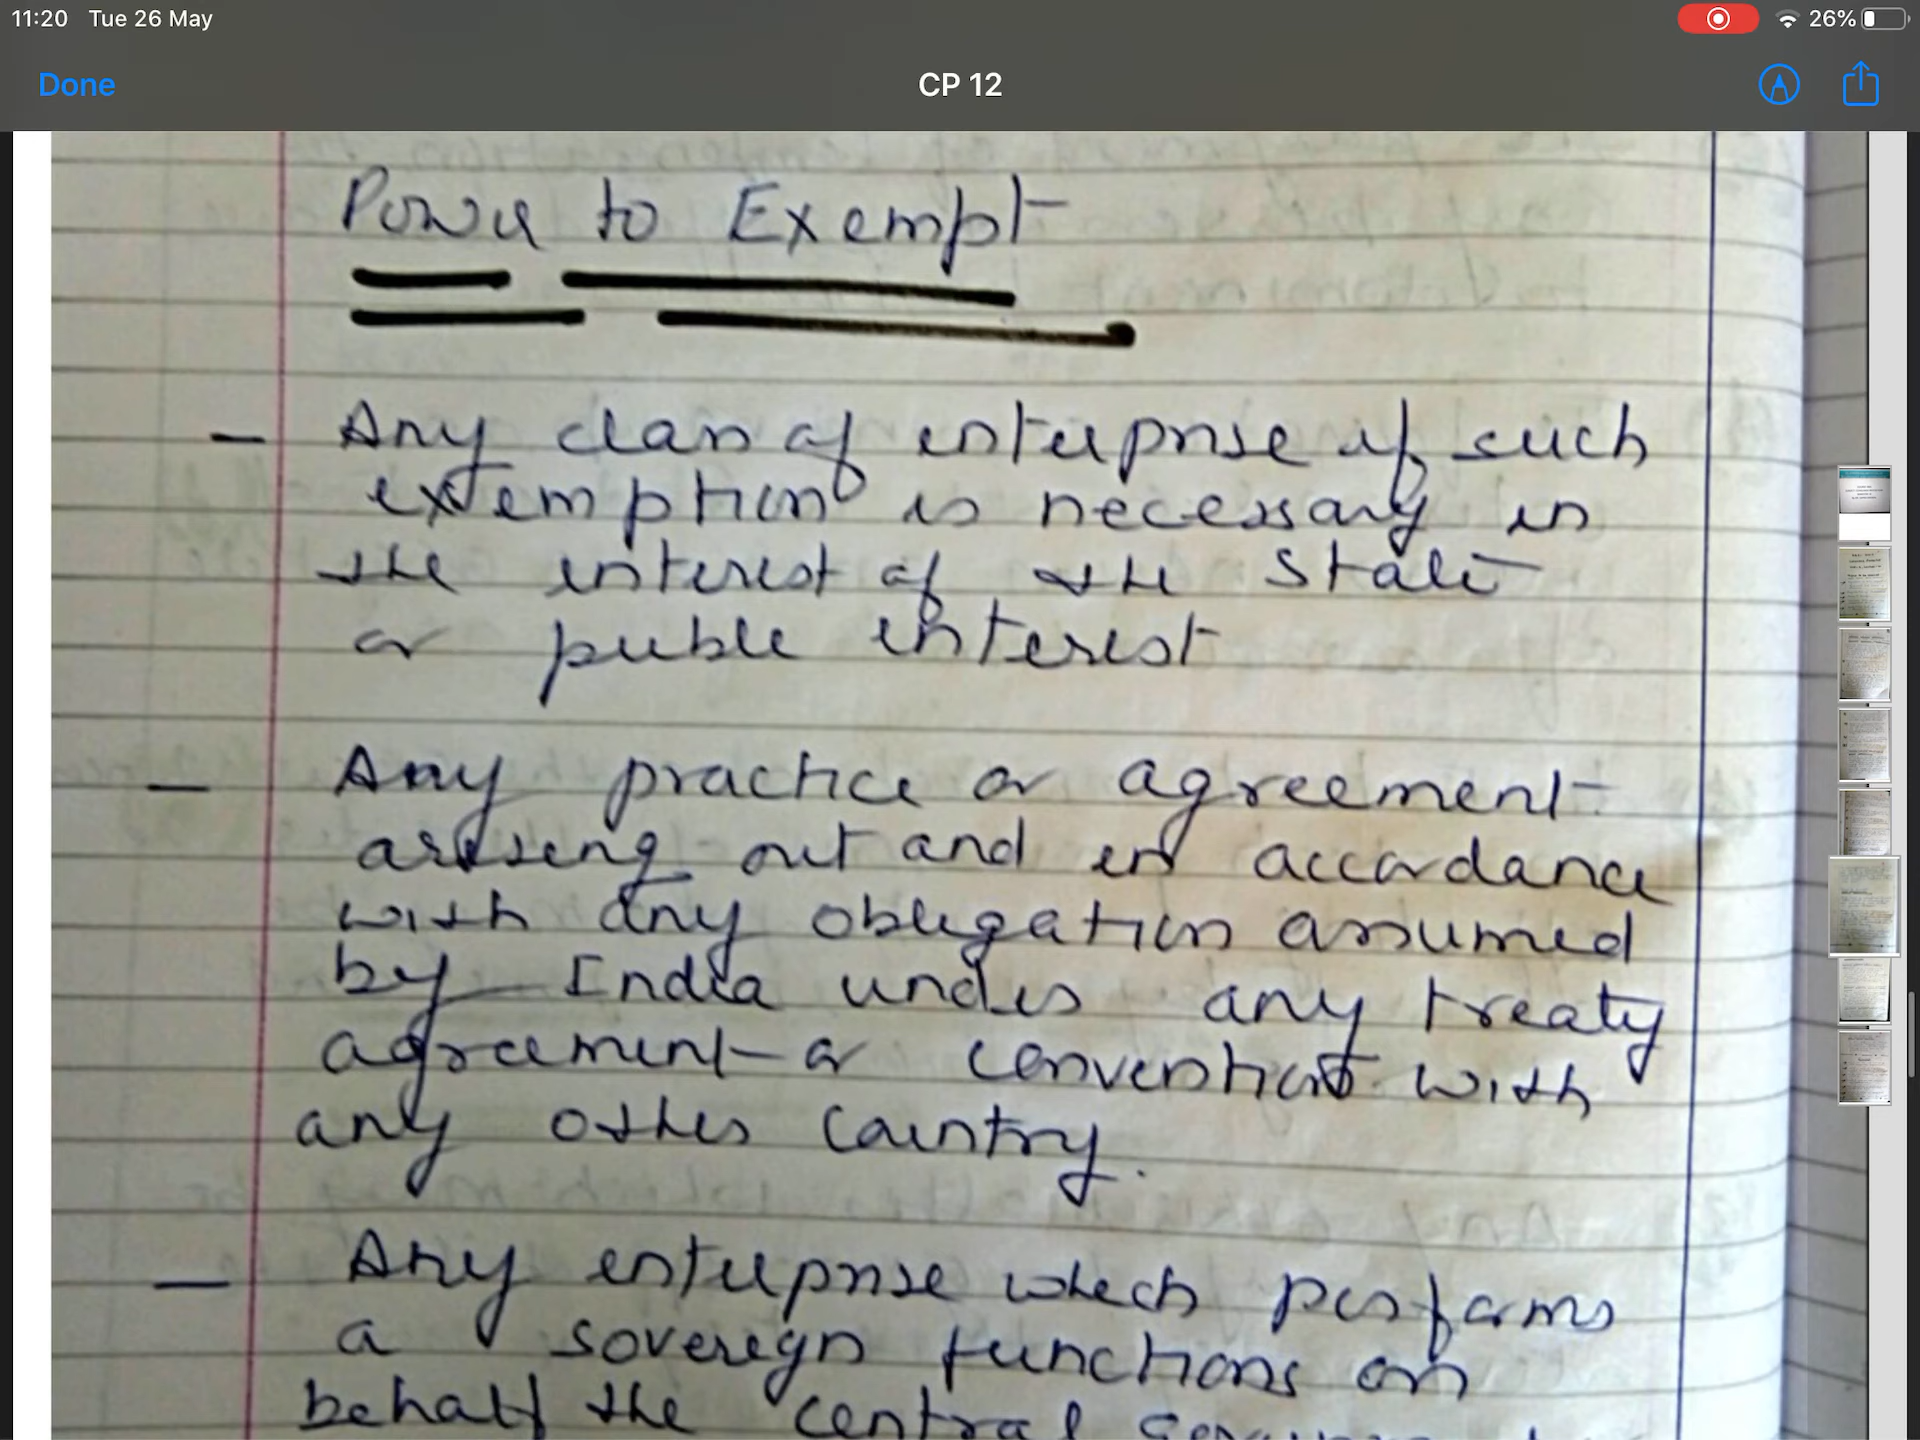 11:20 Tue 26 May
26%
Done
CP 12
Power to Exempt
- Any class of enterprise if such
exemption is necessary in
the interest of the State
or public interest
- Any practice or agreement
arising out and in accordance
with any obligation assumed
by India under any treaty
agreement or convention with
any other country.
- Any enterprise which performs
a sovereign functions on
behalf the central